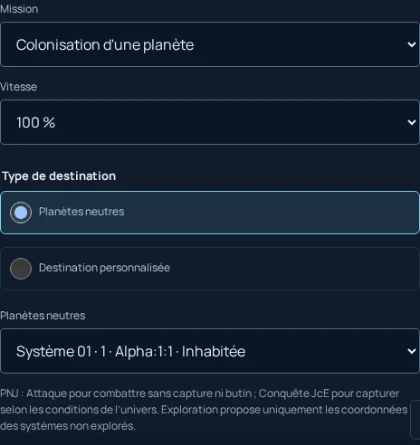 Mission
Colonisation d'une planète
Vitesse
100 %
Type de destination
Planètes neutres
Destination personnalisée
Planètes neutres
Système 01 · 1 · Alpha:1:1 · Inhabitée
PNJ : Attaque pour combattre sans capture ni butin ; Conquête JcE pour capturer
selon les conditions de l'univers. Exploration propose uniquement les coordonnées
des systèmes non explorés.